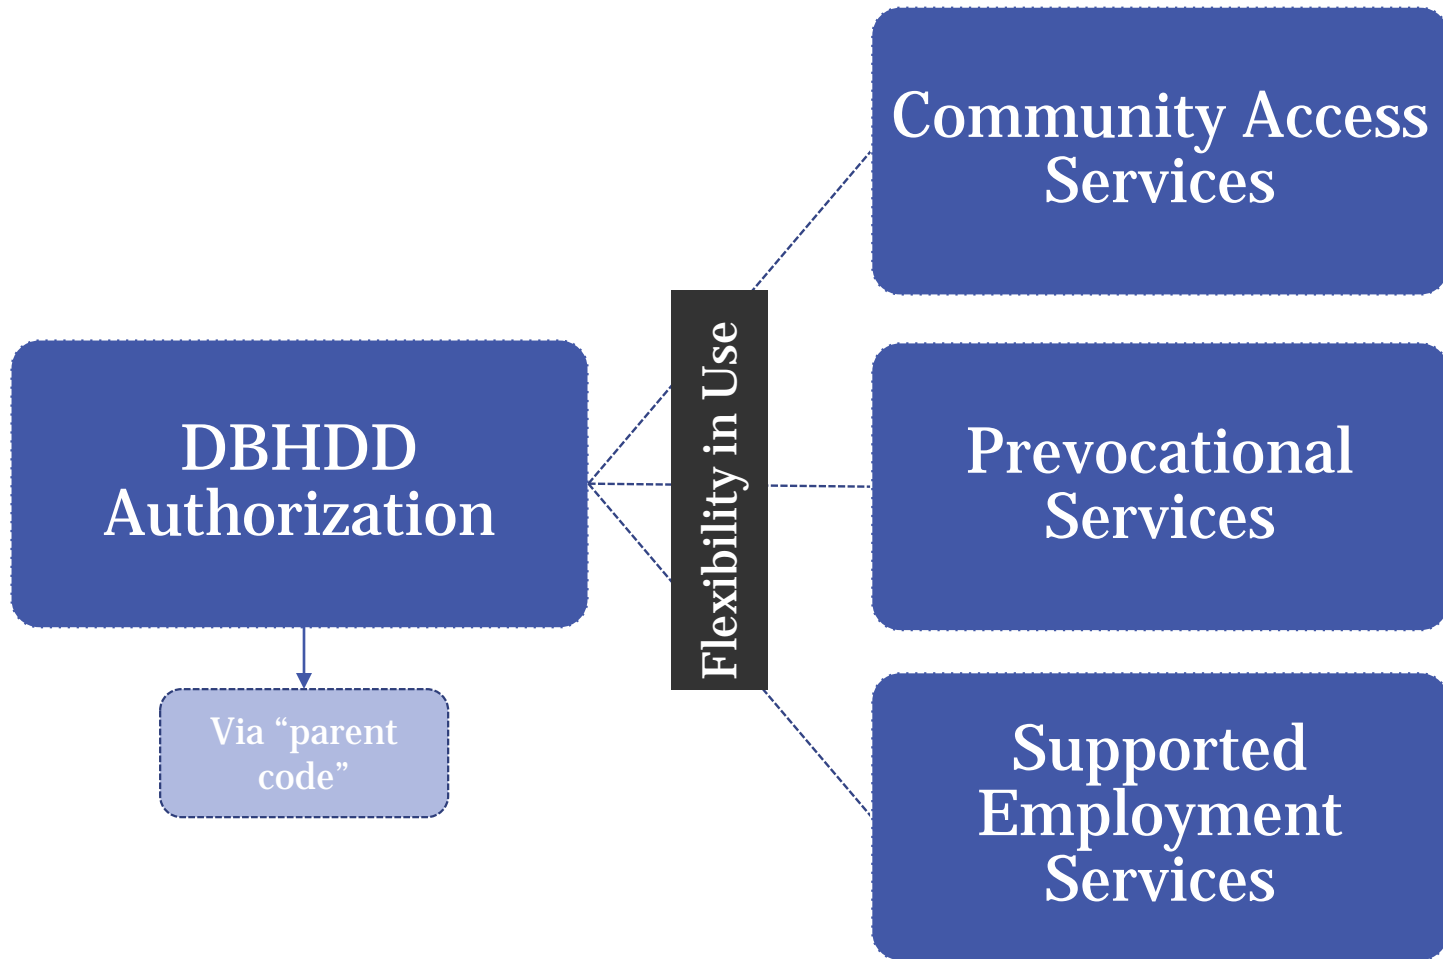 DBHDD
Authorization
Via “parent
code”
Flexibility in Use
Community Access
Services
Prevocational
Services
Supported
Employment
Services